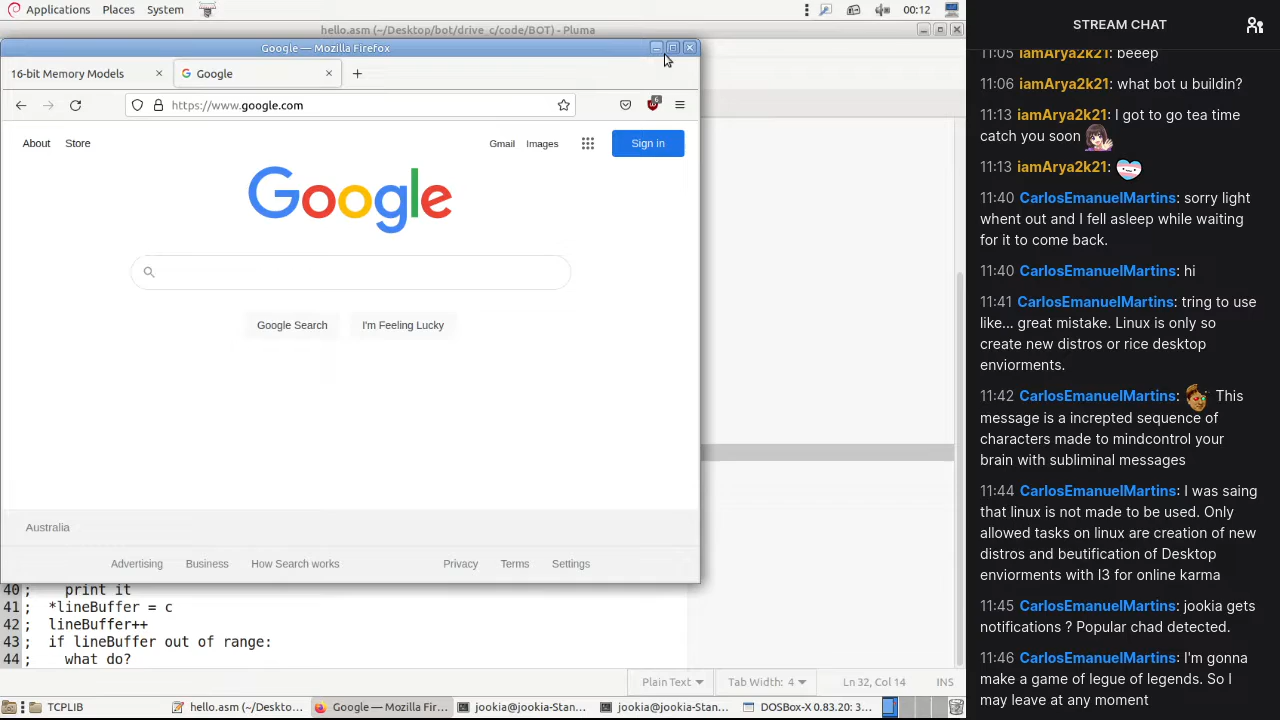 Applications Places System 00:12
hello.asm (~/Desktop/bot/drive_c/code/BOT) - Pluma
Google — Mozilla Firefox
16-bit Memory Models
Google
https://www.google.com
6
About Store Gmail Images Sign in
Google
Google Search I'm Feeling Lucky
Australia
Advertising Business How Search works Privacy Terms Settings
40; print it
41; *lineBuffer = c
42; lineBuffer++
43; if lineBuffer out of range:
44; what do?
Plain Text Tab Width: 4 Ln 32, Col 14 INS
TCPLIB hello.asm (~/Deskto... Google — Mozilla Fir... jookia@jookia-Stan... jookia@jookia-Stan... DOSBox-X 0.83.20: 3...
STREAM CHAT
11:05 iamArya2k21: beeep
11:06 iamArya2k21: what bot u buildin?
11:13 iamArya2k21: I got to go tea time
catch you soon
11:13 iamArya2k21:
11:40 CarlosEmanuelMartins: sorry light
whent out and I fell asleep while waiting
for it to come back.
11:40 CarlosEmanuelMartins: hi
11:41 CarlosEmanuelMartins: tring to use
like... great mistake. Linux is only so
create new distros or rice desktop
enviorments.
11:42 CarlosEmanuelMartins: This
message is a increpted sequence of
characters made to mindcontrol your
brain with subliminal messages
11:44 CarlosEmanuelMartins: I was saing
that linux is not made to be used. Only
allowed tasks on linux are creation of new
distros and beutification of Desktop
enviorments with I3 for online karma
11:45 CarlosEmanuelMartins: jookia gets
notifications ? Popular chad detected.
11:46 CarlosEmanuelMartins: I'm gonna
make a game of legue of legends. So I
may leave at any moment